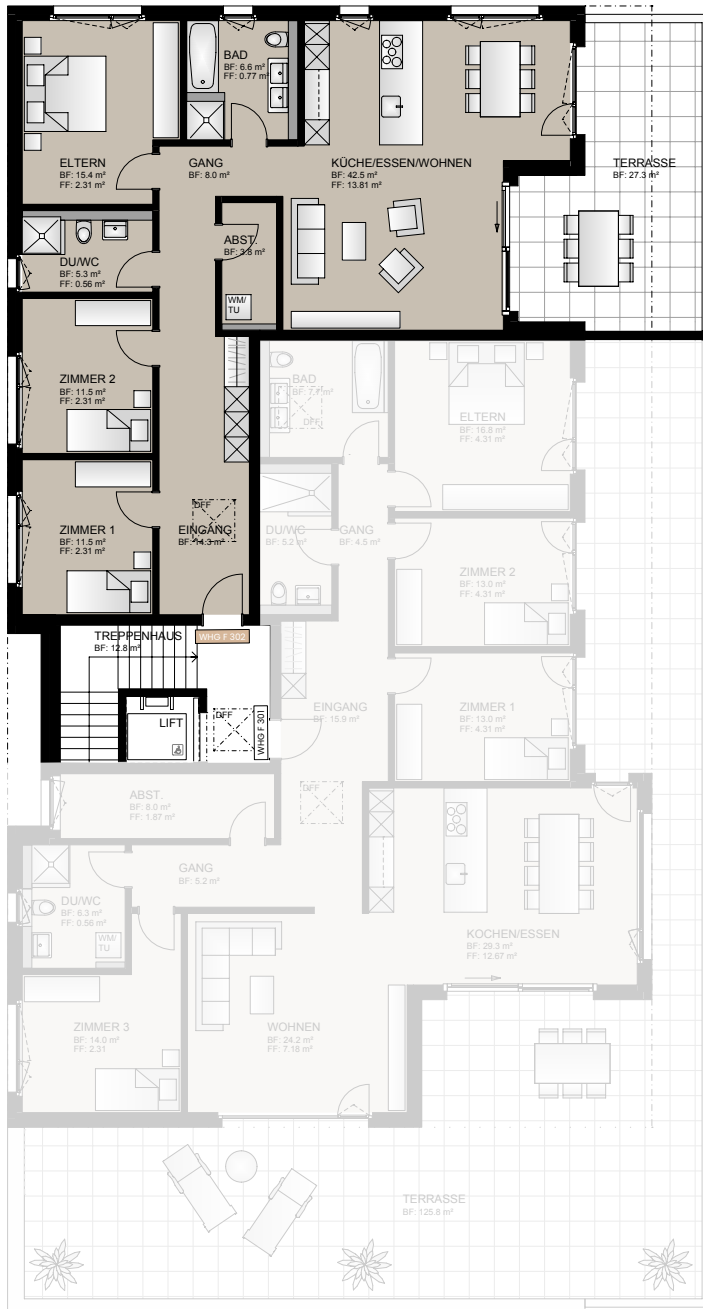 BAD
BF: 6.6 m²
FF: 0.77 m²
ELTERN
BF: 15.4 m²
FF: 2.31 m²
GANG
BF: 8.0 m²
KÜCHE/ESSEN/WOHNEN
BF: 42.5 m²
FF: 13.81 m²
TERRASSE
BF: 27.3 m²
DU/WC
BF: 5.3 m²
FF: 0.56 m²
ABST.
BF: 3.8 m²
WM/
TU
ZIMMER 2
BF: 11.5 m²
FF: 2.31 m²
ZIMMER 1
BF: 11.5 m²
FF: 2.31 m²
DFF
EINGANG
BF: 14.3 m²
TREPPENHAUS
BF: 12.8 m²
WHG F 302
LIFT
DFF
WHG F 301
BAD
BF: 7.1 m²
DFF
ELTERN
BF: 16.8 m²
FF: 4.31 m²
DU/WC
BF: 5.2 m²
GANG
BF: 4.5 m²
ZIMMER 2
BF: 13.0 m²
FF: 4.31 m²
EINGANG
BF: 15.9 m²
ZIMMER 1
BF: 13.0 m²
FF: 4.31 m²
DFF
ABST.
BF: 8.0 m²
FF: 1.87 m²
GANG
BF: 5.2 m²
DU/WC
BF: 6.3 m²
FF: 0.56 m²
WM/
TU
KOCHEN/ESSEN
BF: 29.3 m²
FF: 12.67 m²
ZIMMER 3
BF: 14.0 m²
FF: 2.31
WOHNEN
BF: 24.2 m²
FF: 7.18 m²
TERRASSE
BF: 125.8 m²